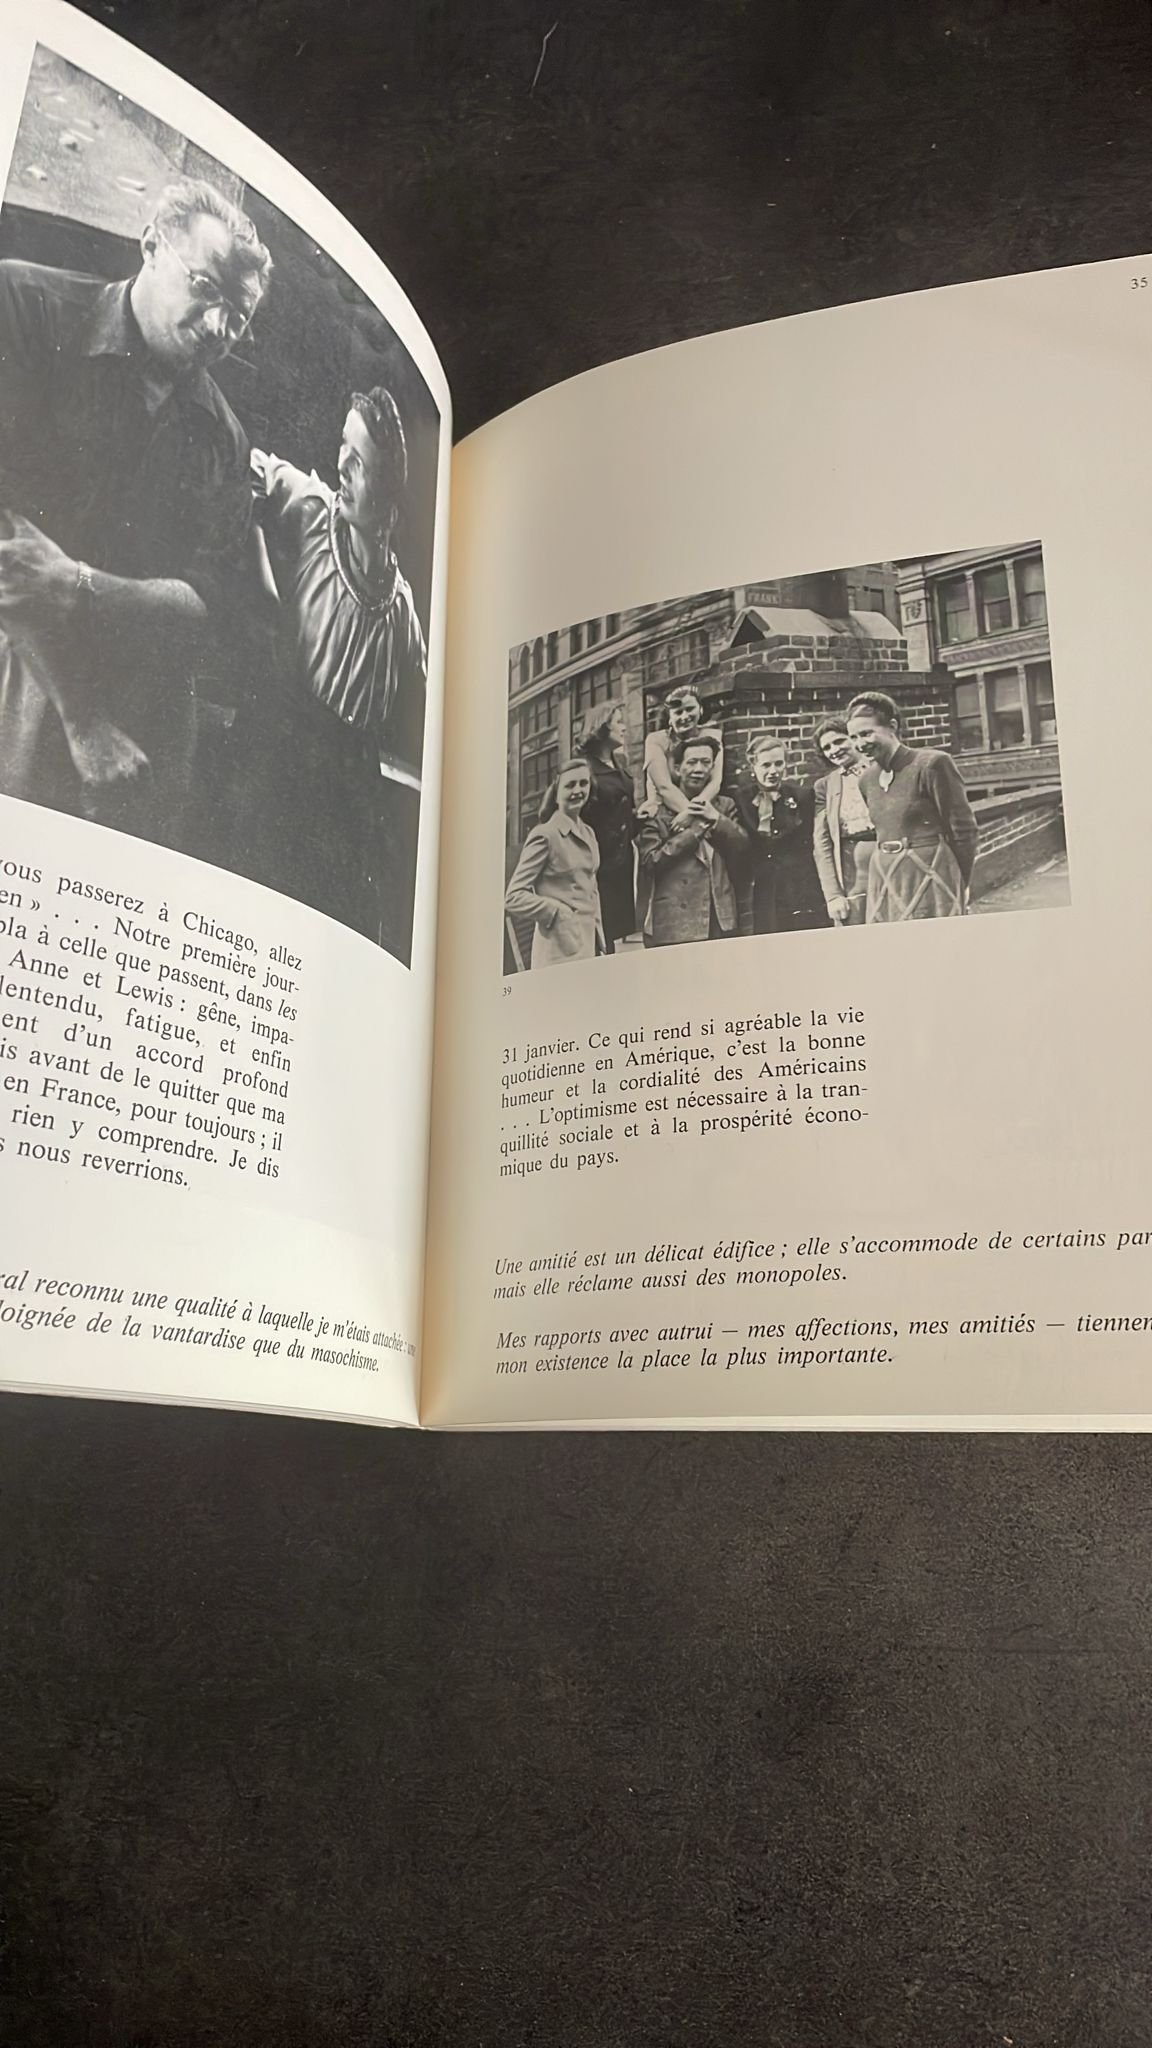 vous passerez à Chicago, allez
en » . . . Notre première jour-
bla à celle que passent, dans les
Anne et Lewis : gêne, impa-
lentendu, fatigue, et enfin
ent d'un accord profond
is avant de le quitter que ma
en France, pour toujours ; il
rien y comprendre. Je dis
s nous reverrions.
ral reconnu une qualité à laquelle je m'étais attachée : une
loignée de la vantardise que du masochisme.
35
39
31 janvier. Ce qui rend si agréable la vie
quotidienne en Amérique, c'est la bonne
humeur et la cordialité des Américains
. . . L'optimisme est nécessaire à la tran-
quillité sociale et à la prospérité écono-
mique du pays.
Une amitié est un délicat édifice ; elle s'accommode de certains par
mais elle réclame aussi des monopoles.
Mes rapports avec autrui — mes affections, mes amitiés — tiennen
mon existence la place la plus importante.